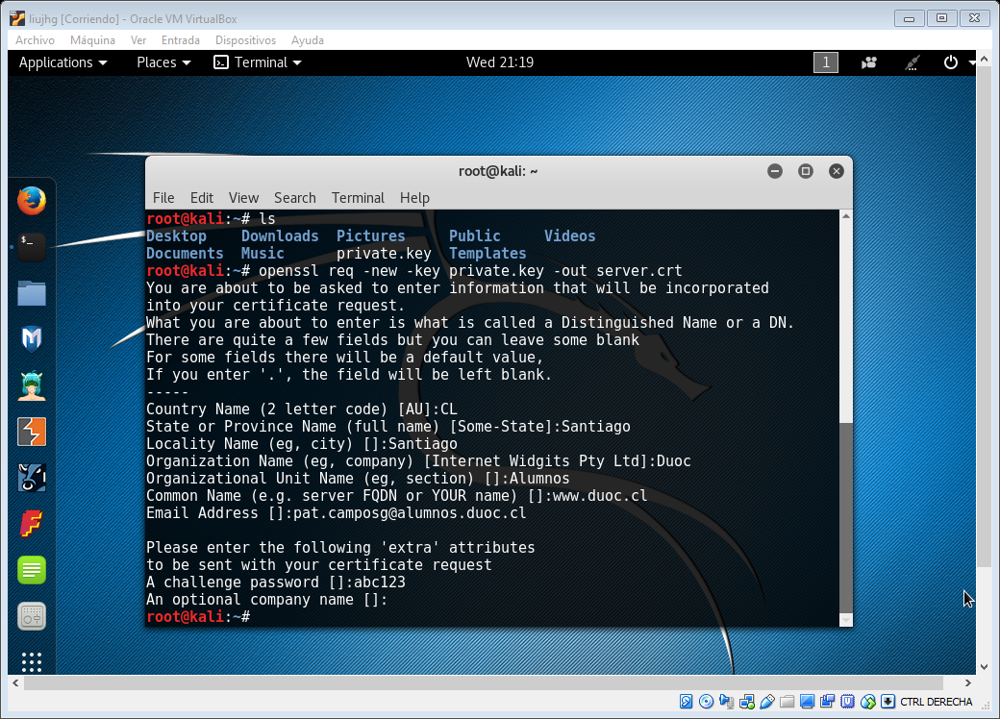 liujhg [Corriendo] - Oracle VM VirtualBox
Archivo Máquina Ver Entrada Dispositivos Ayuda
Applications Places Terminal Wed 21:19 1
root@kali: ~
File Edit View Search Terminal Help
root@kali:~# ls
Desktop Downloads Pictures Public Videos
Documents Music private.key Templates
root@kali:~# openssl req -new -key private.key -out server.crt
You are about to be asked to enter information that will be incorporated
into your certificate request.
What you are about to enter is what is called a Distinguished Name or a DN.
There are quite a few fields but you can leave some blank
For some fields there will be a default value,
If you enter '.', the field will be left blank.
-----
Country Name (2 letter code) [AU]:CL
State or Province Name (full name) [Some-State]:Santiago
Locality Name (eg, city) []:Santiago
Organization Name (eg, company) [Internet Widgits Pty Ltd]:Duoc
Organizational Unit Name (eg, section) []:Alumnos
Common Name (e.g. server FQDN or YOUR name) []:www.duoc.cl
Email Address []:pat.camposg@alumnos.duoc.cl
Please enter the following 'extra' attributes
to be sent with your certificate request
A challenge password []:abc123
An optional company name []:
root@kali:~#
CTRL DERECHA